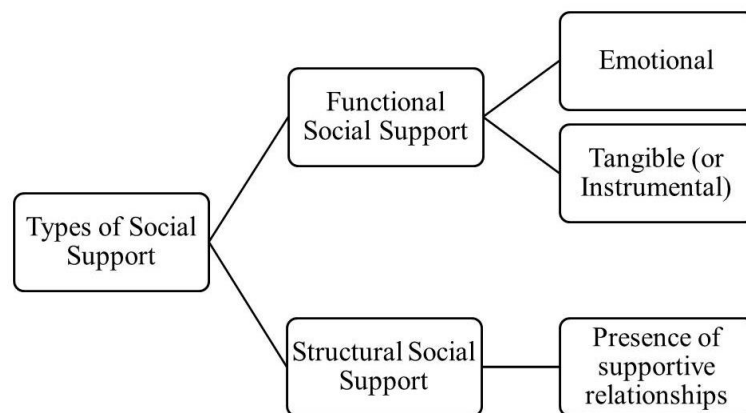 Types of Social
Support
Functional
Social Support
Emotional
Tangible (or
Instrumental)
Structural Social
Support
Presence of
supportive
relationships